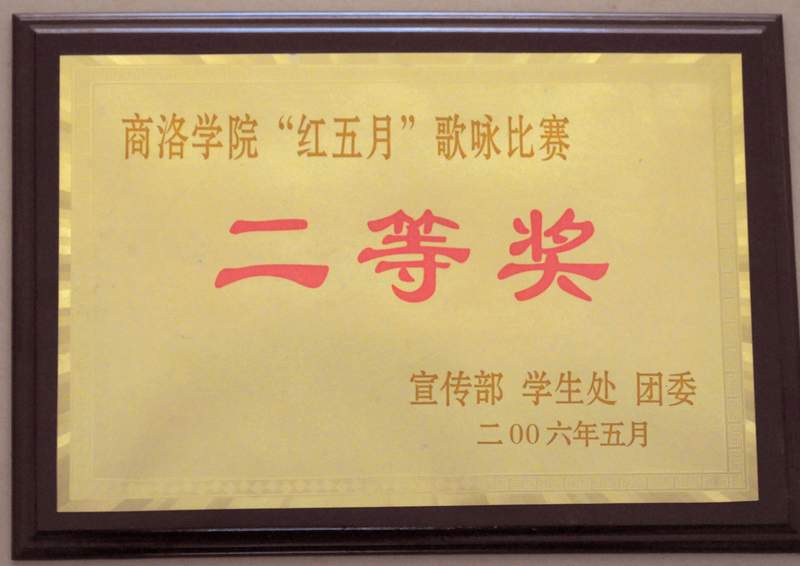 商洛学院“红五月”歌咏比赛
二等奖
宣传部 学生处 团委
二00六年五月